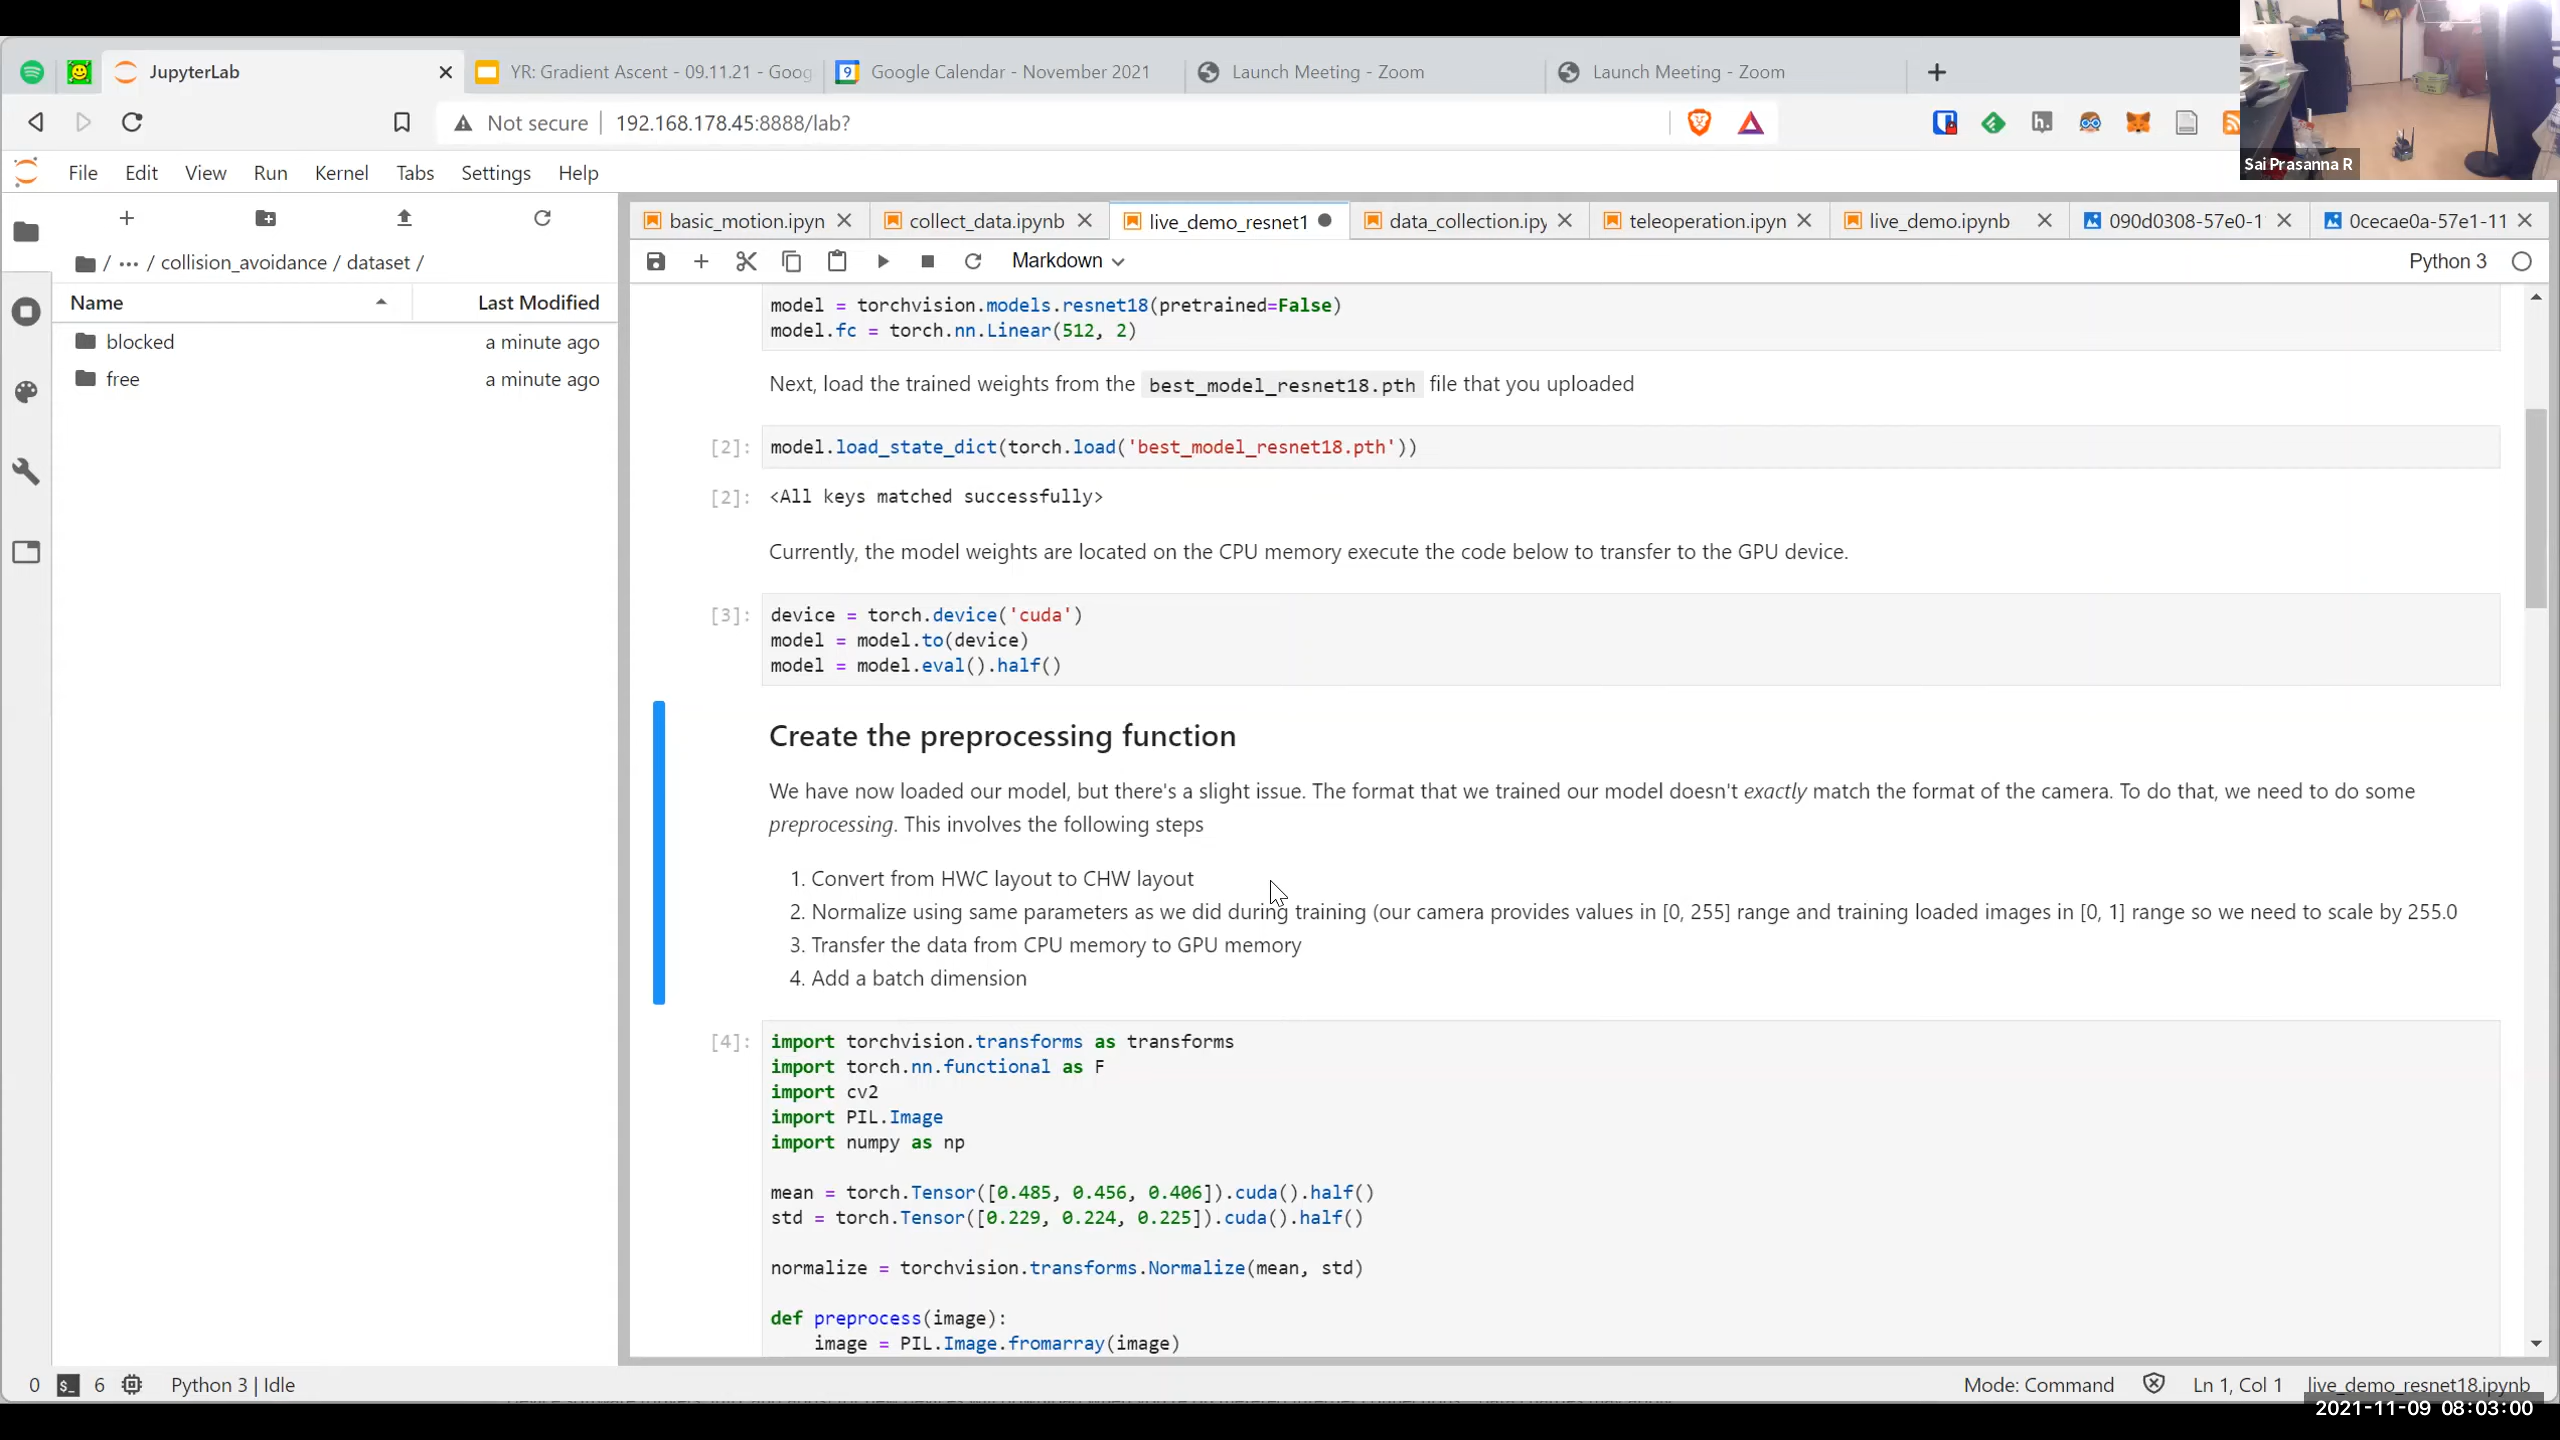 JupyterLab
YR: Gradient Ascent - 09.11.21 - Goog
9
Google Calendar - November 2021
Launch Meeting - Zoom
Launch Meeting - Zoom
Not secure
192.168.178.45:8888/lab?
h.
Sai Prasanna R
File Edit View Run Kernel Tabs Settings Help
basic_motion.ipyn
collect_data.ipynb
live_demo_resnet1
data_collection.ipy
teleoperation.ipyn
live_demo.ipynb
090d0308-57e0-1
0cecae0a-57e1-11
/ ··· / collision_avoidance / dataset /
Markdown
Python 3
Name Last Modified
blocked a minute ago
free a minute ago
model = torchvision.models.resnet18(pretrained=False)
model.fc = torch.nn.Linear(512, 2)
Next, load the trained weights from the best_model_resnet18.pth file that you uploaded
[2]: model.load_state_dict(torch.load('best_model_resnet18.pth'))
[2]: <All keys matched successfully>
Currently, the model weights are located on the CPU memory execute the code below to transfer to the GPU device.
[3]: device = torch.device('cuda')
model = model.to(device)
model = model.eval().half()
Create the preprocessing function
We have now loaded our model, but there's a slight issue. The format that we trained our model doesn't exactly match the format of the camera. To do that, we need to do some
preprocessing. This involves the following steps
1. Convert from HWC layout to CHW layout
2. Normalize using same parameters as we did during training (our camera provides values in [0, 255] range and training loaded images in [0, 1] range so we need to scale by 255.0
3. Transfer the data from CPU memory to GPU memory
4. Add a batch dimension
[4]: import torchvision.transforms as transforms
import torch.nn.functional as F
import cv2
import PIL.Image
import numpy as np
mean = torch.Tensor([0.485, 0.456, 0.406]).cuda().half()
std = torch.Tensor([0.229, 0.224, 0.225]).cuda().half()
normalize = torchvision.transforms.Normalize(mean, std)
def preprocess(image):
image = PIL.Image.fromarray(image)
0 $_ 6 Python 3 | Idle
Mode: Command Ln 1, Col 1 live_demo_resnet18.ipynb
2021-11-09 08:03:00